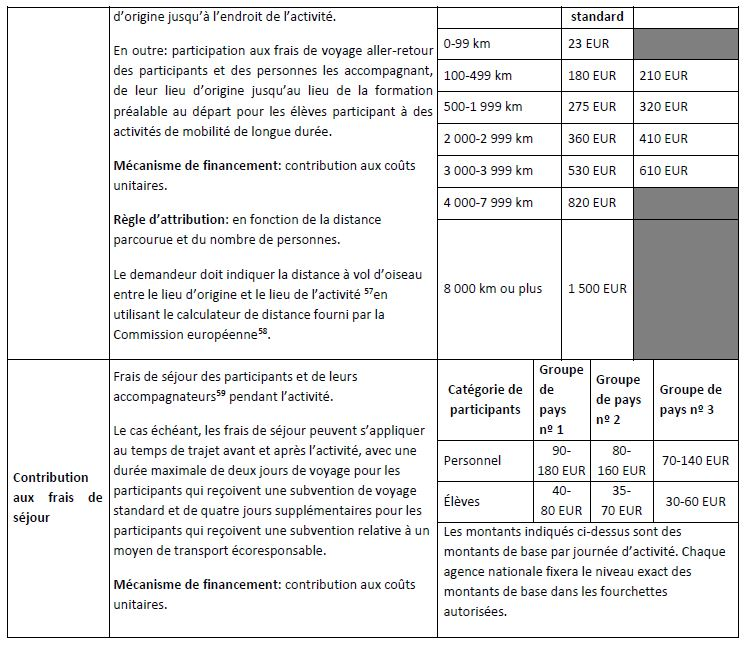 d’origine jusqu’à l’endroit de l’activité.
En outre: participation aux frais de voyage aller-retour
des participants et des personnes les accompagnant,
de leur lieu d’origine jusqu’au lieu de la formation
préalable au départ pour les élèves participant à des
activités de mobilité de longue durée.
Mécanisme de financement: contribution aux coûts
unitaires.
Règle d’attribution: en fonction de la distance
parcourue et du nombre de personnes.
Le demandeur doit indiquer la distance à vol d’oiseau
entre le lieu d’origine et le lieu de l’activité ⁵⁷en
utilisant le calculateur de distance fourni par la
Commission européenne⁵⁸.
standard
0-99 km 23 EUR
100-499 km 180 EUR 210 EUR
500-1 999 km 275 EUR 320 EUR
2 000-2 999 km 360 EUR 410 EUR
3 000-3 999 km 530 EUR 610 EUR
4 000-7 999 km 820 EUR
8 000 km ou plus 1 500 EUR
Contribution
aux frais de
séjour
Frais de séjour des participants et de leurs
accompagnateurs⁵⁹ pendant l’activité.
Le cas échéant, les frais de séjour peuvent s’appliquer
au temps de trajet avant et après l’activité, avec une
durée maximale de deux jours de voyage pour les
participants qui reçoivent une subvention de voyage
standard et de quatre jours supplémentaires pour les
participants qui reçoivent une subvention relative à un
moyen de transport écoresponsable.
Mécanisme de financement: contribution aux coûts
unitaires.
Catégorie de
participants
Groupe
de
pays
nº 1
Groupe
de pays
nº 2
Groupe de
pays nº 3
Personnel
90-
180 EUR
80-
160 EUR
70-140 EUR
Élèves
40-
80 EUR
35-
70 EUR
30-60 EUR
Les montants indiqués ci-dessus sont des
montants de base par journée d’activité. Chaque
agence nationale fixera le niveau exact des
montants de base dans les fourchettes
autorisées.